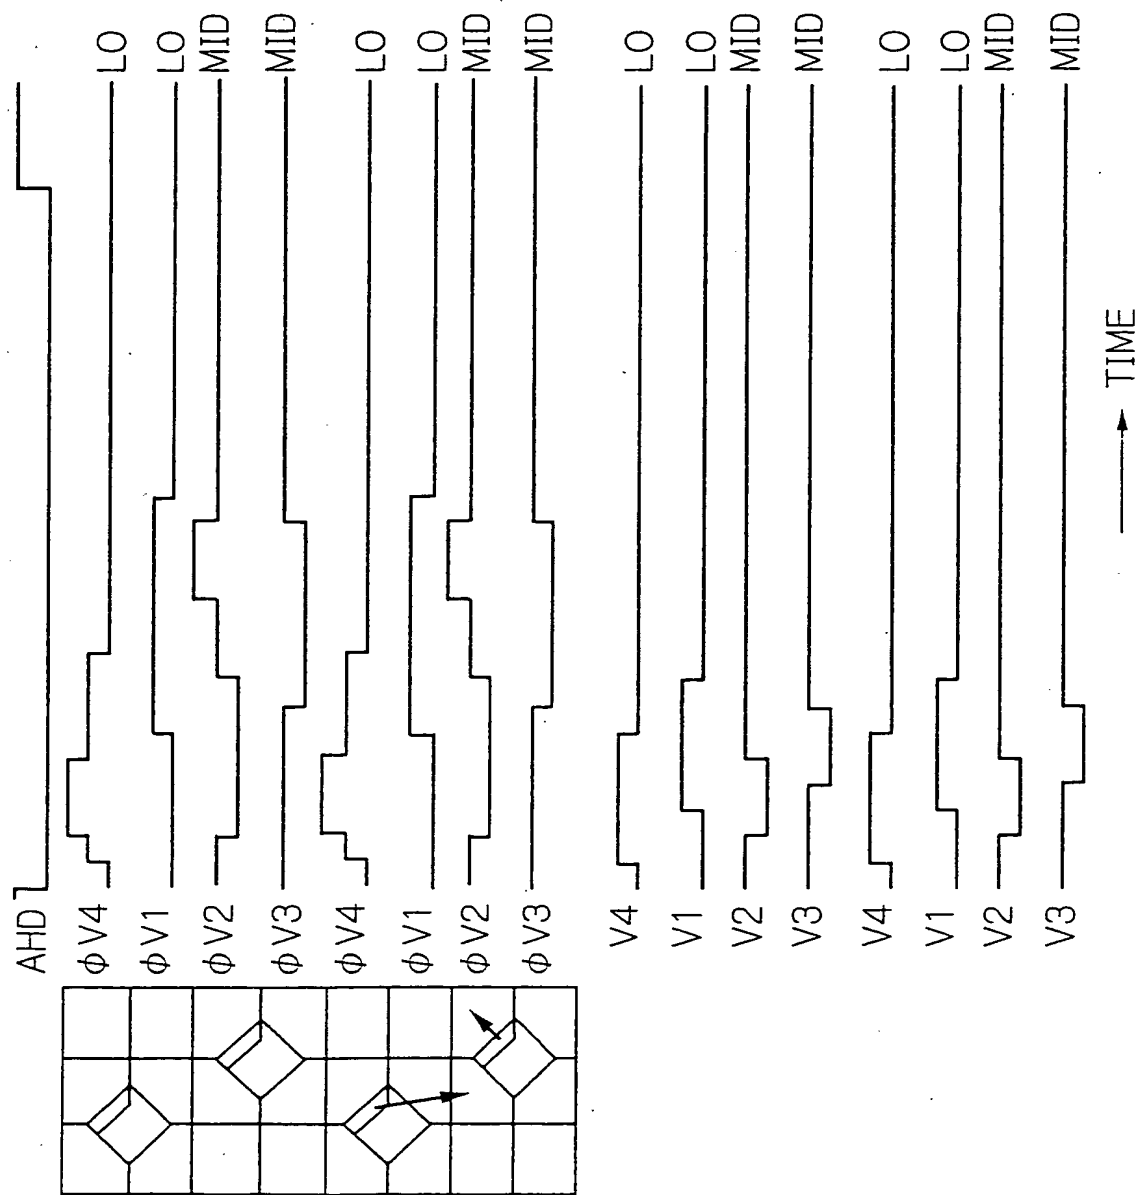 AHD
φV4 LO
φV1 LO
φV2 MID
φV3 MID
φV4 LO
φV1 LO
φV2 MID
φV3 MID
V4 LO
V1 LO
V2 MID
V3 MID
V4 LO
V1 LO
V2 MID
V3 MID
TIME